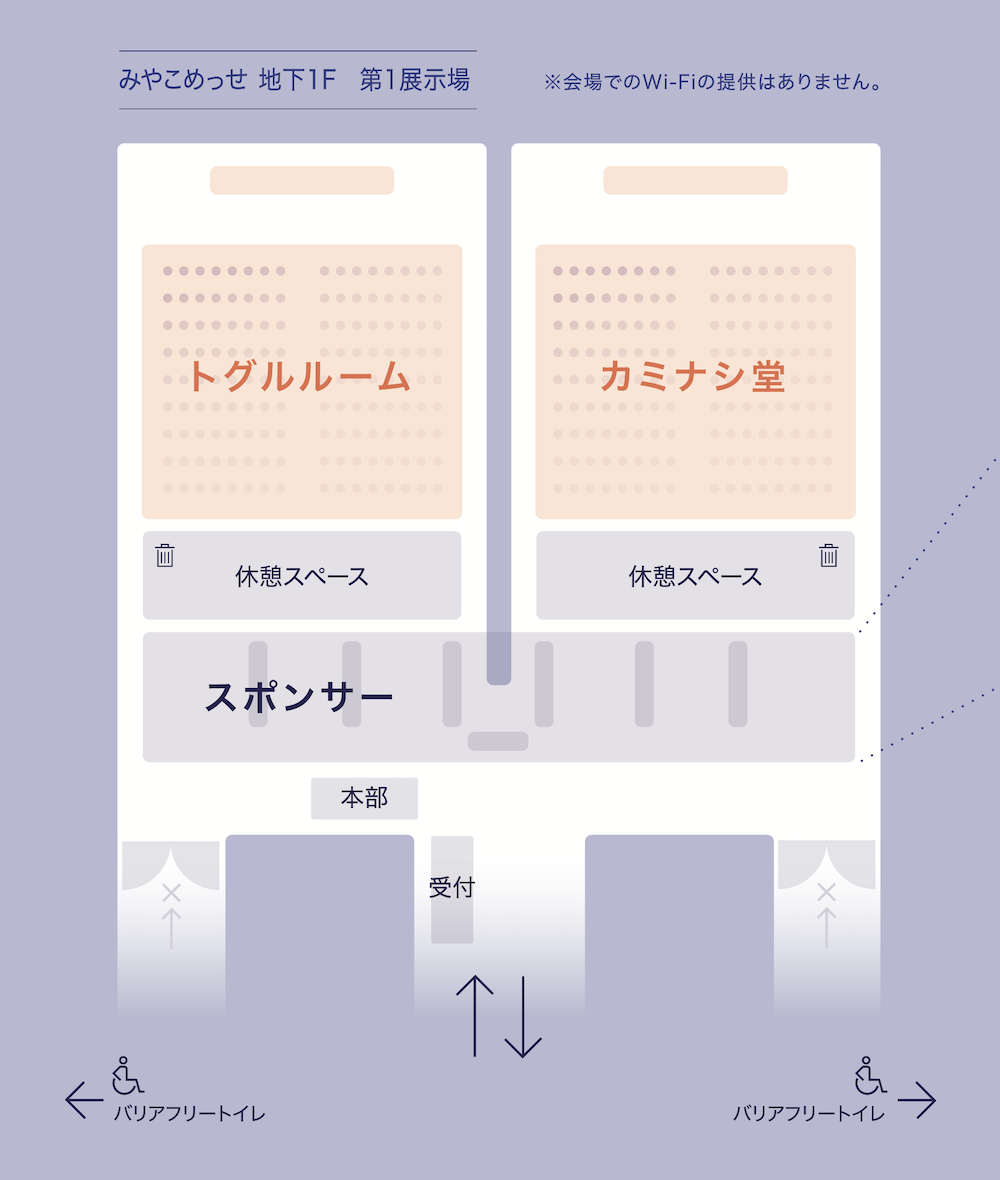 みやこめっせ 地下1F　第1展示場
※会場でのWi-Fiの提供はありません。
トグルルーム
カミナシ堂
休憩スペース
休憩スペース
スポンサー
本部
受付
バリアフリートイレ
バリアフリートイレ